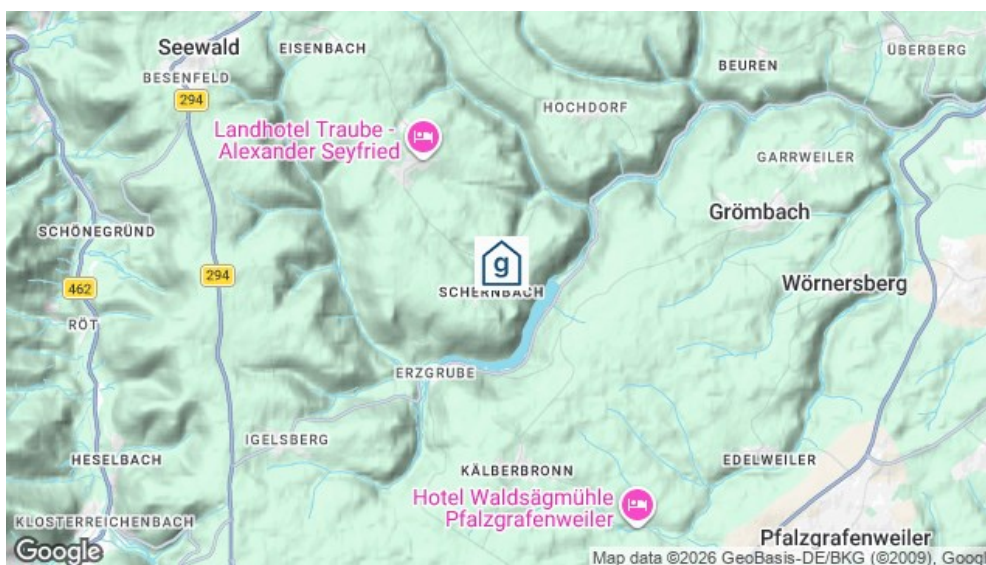 Seewald
EISENBACH
ÜBERBERG
BEUREN
BESENFELD
294
HOCHDORF
Landhotel Traube -
Alexander Seyfried
GARRWEILER
Grömbach
SCHÖNEGRÜND
g
294
462
SCHERNBACH
Wörnersberg
RÖT
ERZGRUBE
IGELSBERG
HESELBACH
KÄLBERBRONN
EDELWEILER
Hotel Waldsägmühle
Pfalzgrafenweiler
KLOSTERREICHENBACH
Pfalzgrafenweiler
Google
Map data ©2026 GeoBasis-DE/BKG (©2009), Googl